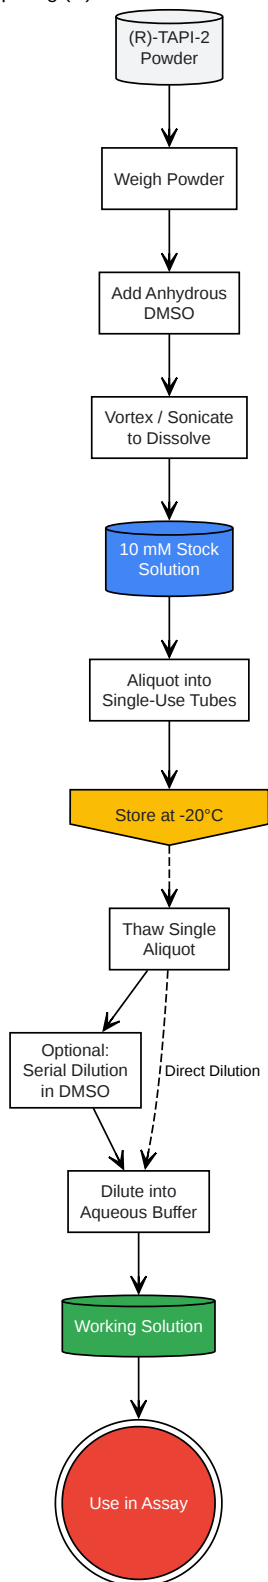 (R)-TAPI-2
Powder
Weigh Powder
Add Anhydrous
DMSO
Vortex / Sonicate
to Dissolve
10 mM Stock
Solution
Aliquot into
Single-Use Tubes
Store at -20°C
Thaw Single
Aliquot
Optional:
Serial Dilution
in DMSO
Direct Dilution
Dilute into
Aqueous Buffer
Working Solution
Use in Assay